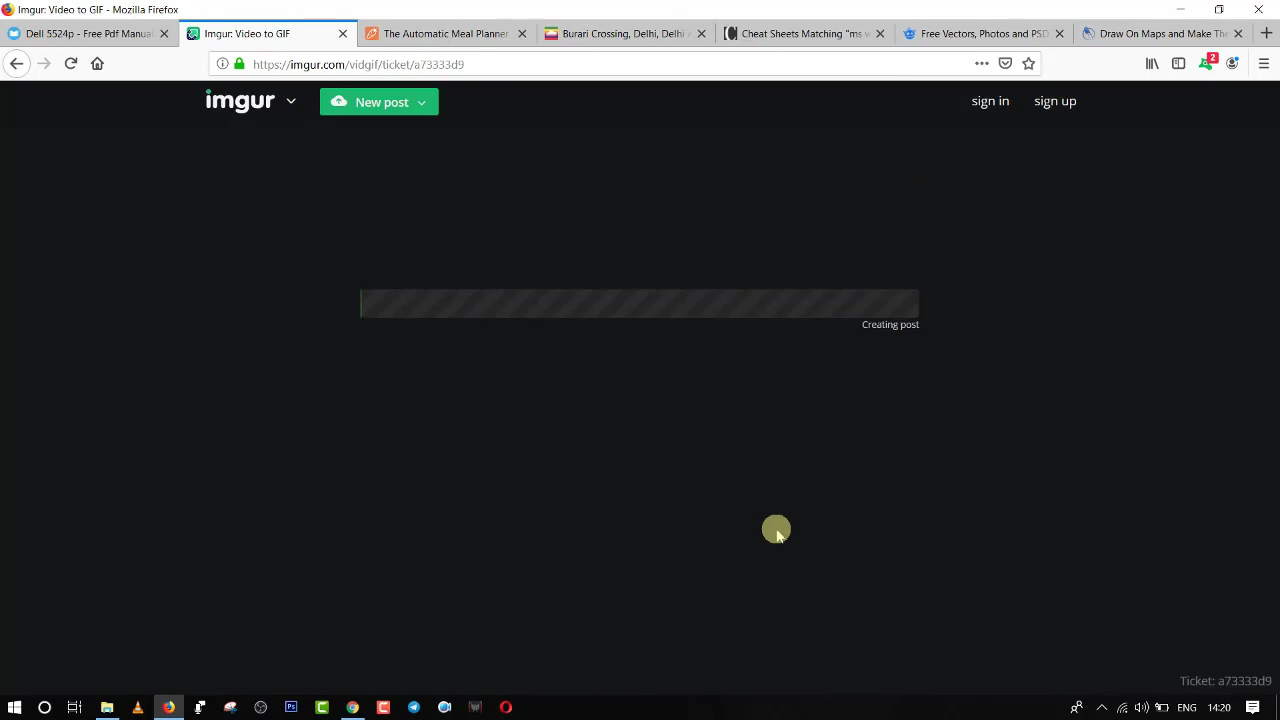 Imgur: Video to GIF - Mozilla Firefox
Dell 5524p - Free Pdf Manual
Imgur: Video to GIF
The Automatic Meal Planner
Burari Crossing, Delhi, Delhi
Cheat Sheets Matching "ms
Free Vectors, Photos and PSD
Draw On Maps and Make The
https://imgur.com/vidgif/ticket/a73333d9
2
imgur
New post
sign in
sign up
Creating post
Ticket: a73333d9
ENG
14:20